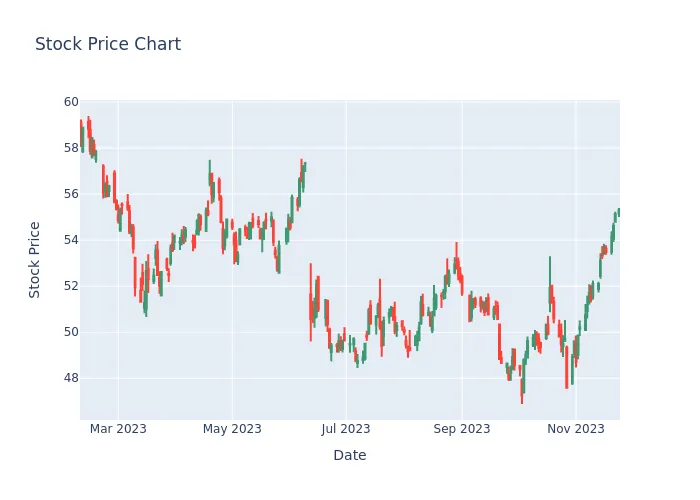 Stock Price Chart
60
58
56
54
52
50
48
Stock Price
Mar 2023
May 2023
Jul 2023
Sep 2023
Nov 2023
Date